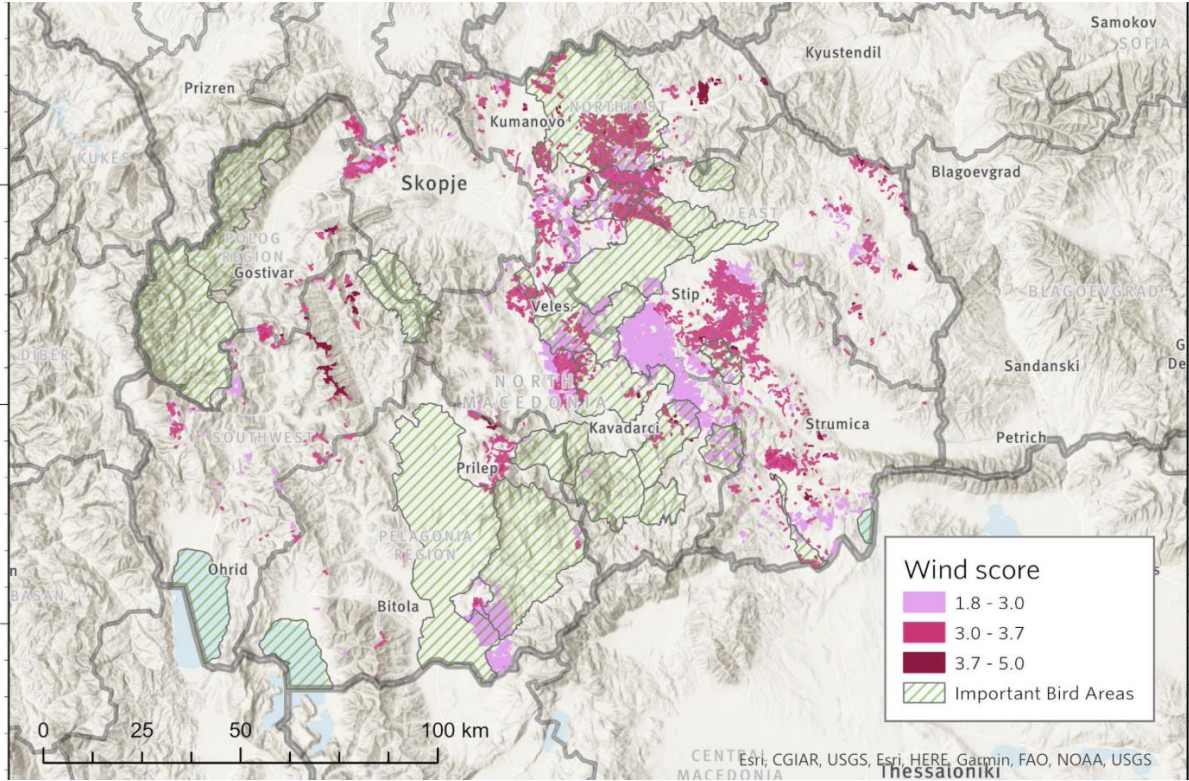 Samokov
SOFIA
Kyustendil
Prizren
NORTHEAST
Kumanovo
KUKËS
Skopje
Blagoevgrad
EAST
POLOG
REGION
Gostivar
Stip
BLAGOEVGRAD
Veles
DIBER
G
De
Sandanski
NORTH
MACEDONIA
Kavadarci
Strumica
Petrich
SOUTHWEST
Prilep
PELAGONIA
REGION
Ohrid
n
BASAN
Bitola
s
Wind score
1.8 - 3.0
3.0 - 3.7
3.7 - 5.0
Important Bird Areas
0 25 50 100 km
CENTRAL
MACEDONIA
Esri, CGIAR, USGS, Esri, HERE, Garmin, FAO, NOAA, USGS
Thessaloniki